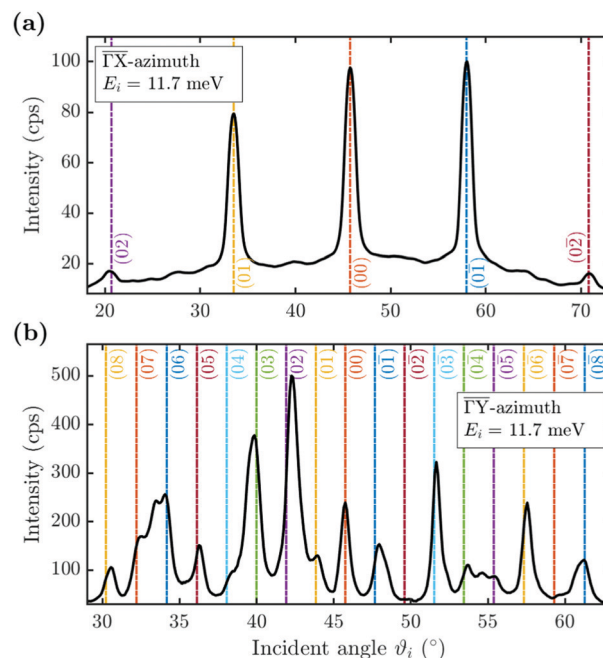 (a)
Γ̅X̅-azimuth
E_i = 11.7 meV
Intensity (cps)
100
80
60
40
20
(02)
(01)
(00)
(01̄)
(02̄)
20 30 40 50 60 70
(b)
(08) (07) (06) (05) (04) (03) (02) (01) (00) (01̄) (02̄) (03̄) (04̄) (05̄) (06̄) (07̄) (08̄)
Γ̅Y̅-azimuth
E_i = 11.7 meV
Intensity (cps)
500
400
300
200
100
30 35 40 45 50 55 60
Incident angle ϑ_i (°)